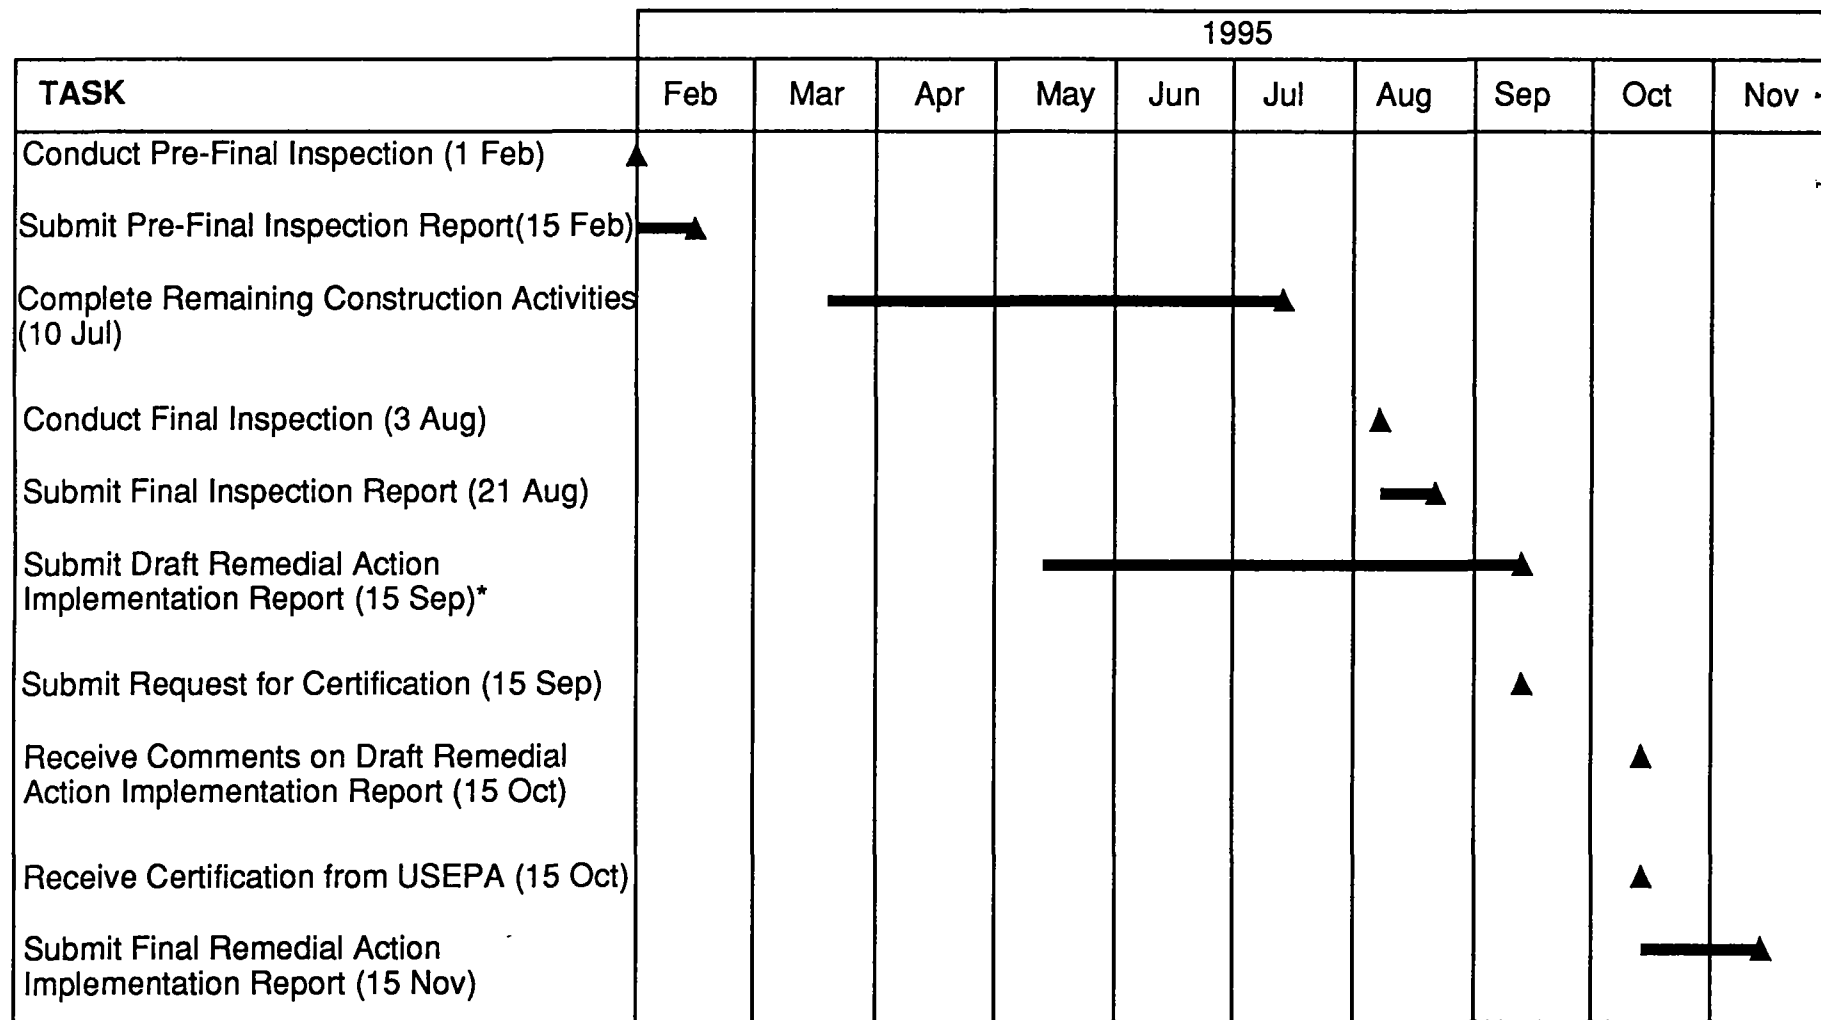 1995
TASK Feb Mar Apr May Jun Jul Aug Sep Oct Nov
Conduct Pre-Final Inspection (1 Feb)
Submit Pre-Final Inspection Report(15 Feb)
Complete Remaining Construction Activities
(10 Jul)
Conduct Final Inspection (3 Aug)
Submit Final Inspection Report (21 Aug)
Submit Draft Remedial Action
Implementation Report (15 Sep)*
Submit Request for Certification (15 Sep)
Receive Comments on Draft Remedial
Action Implementation Report (15 Oct)
Receive Certification from USEPA (15 Oct)
Submit Final Remedial Action
Implementation Report (15 Nov)